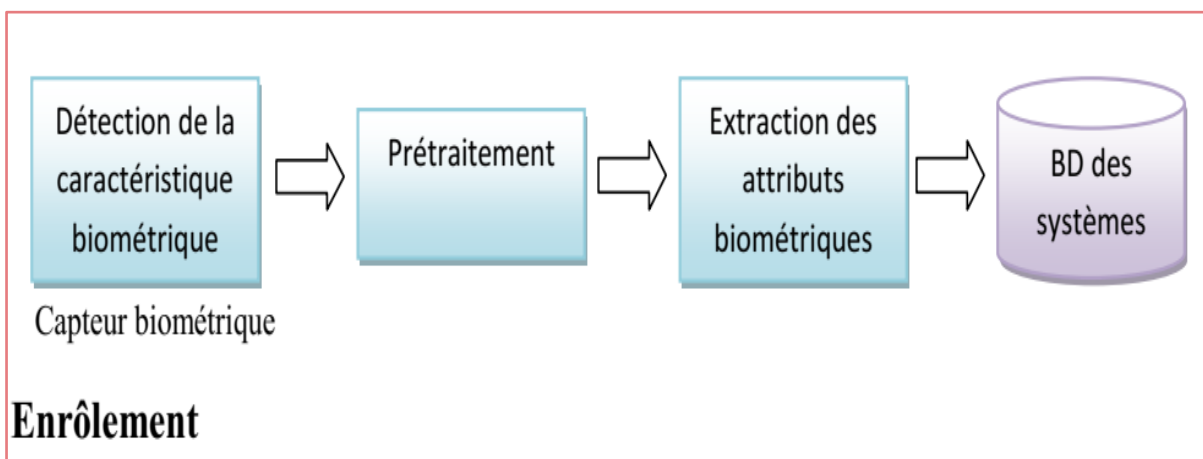 Détection de la
caractéristique
biométrique
Prétraitement
Extraction des
attributs
biométriques
BD des
systèmes
Capteur biométrique
Enrôlement